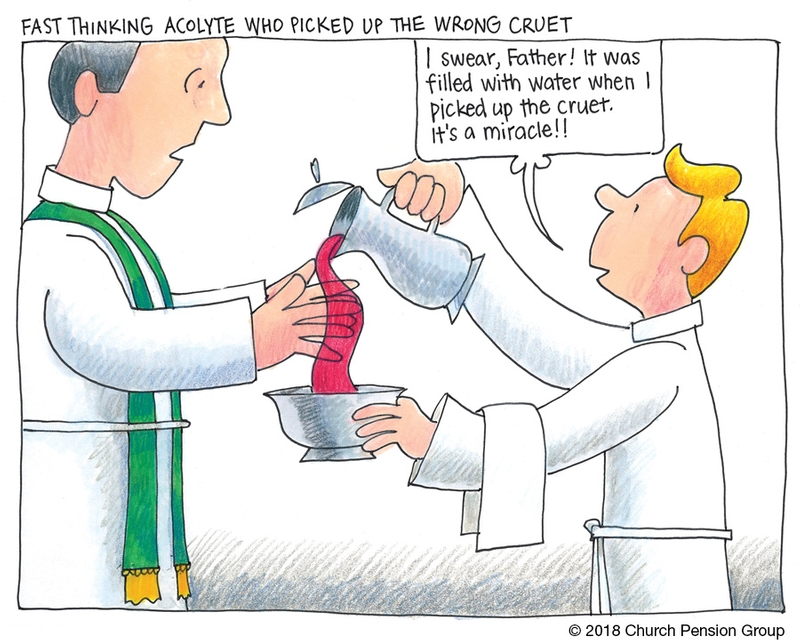 FAST THINKING ACOLYTE WHO PICKED UP THE WRONG CRUET
I swear, Father! It was
filled with water when I
picked up the cruet.
It's a miracle!!
© 2018 Church Pension Group